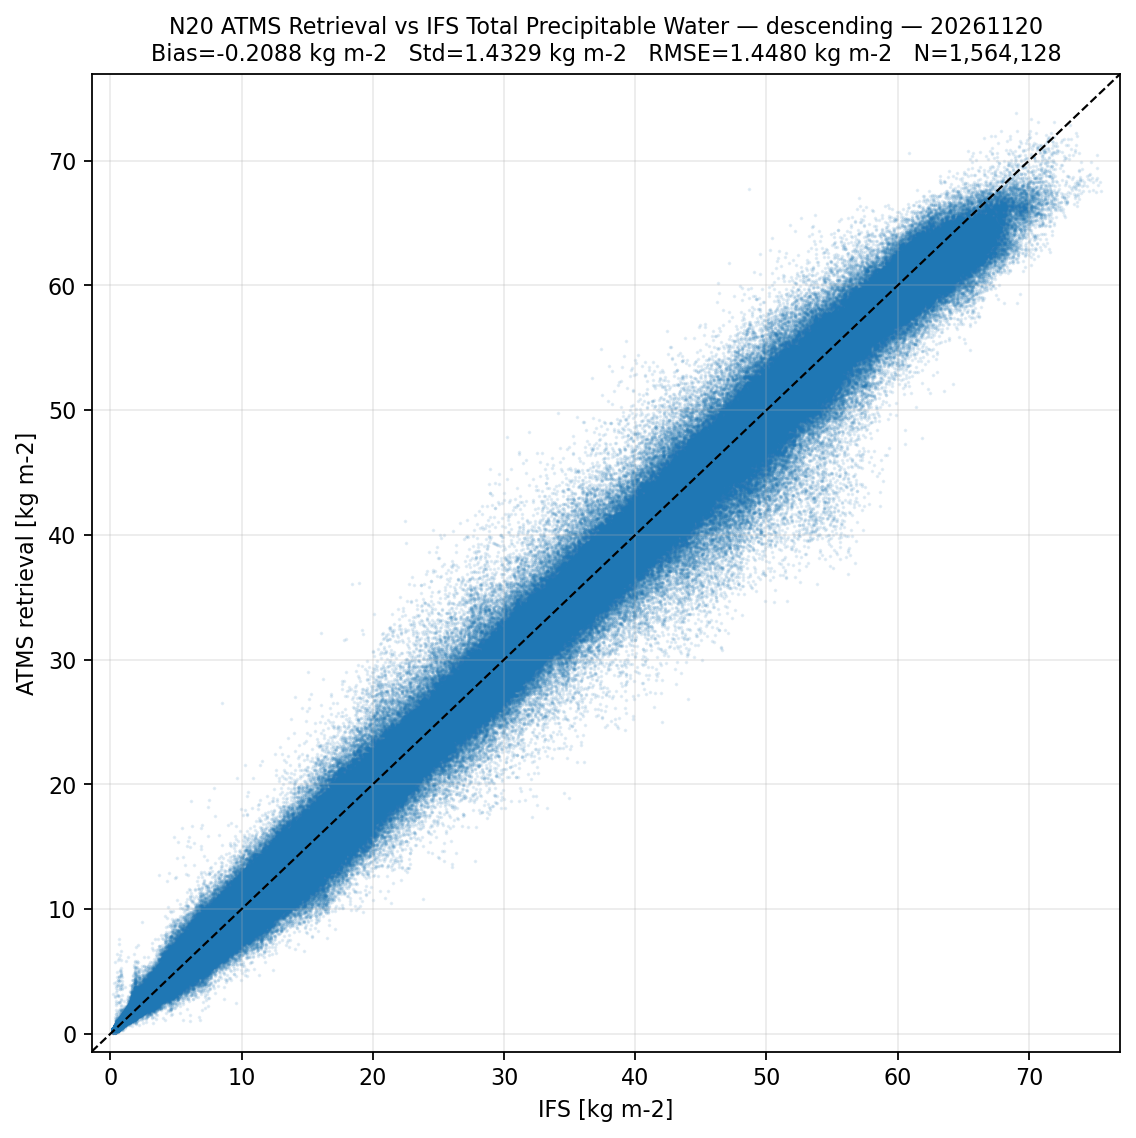 N20 ATMS Retrieval vs IFS Total Precipitable Water — descending — 20261120
Bias=-0.2088 kg m-2   Std=1.4329 kg m-2   RMSE=1.4480 kg m-2   N=1,564,128
70
60
50
40
30
20
10
0
ATMS retrieval [kg m-2]
0 10 20 30 40 50 60 70
IFS [kg m-2]